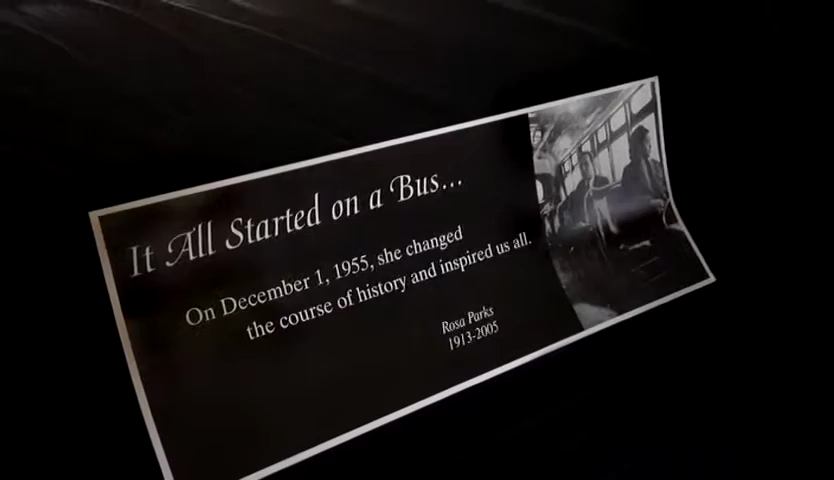 It All Started on a Bus...
On December 1, 1955, she changed
the course of history and inspired us all.
Rosa Parks
1913-2005